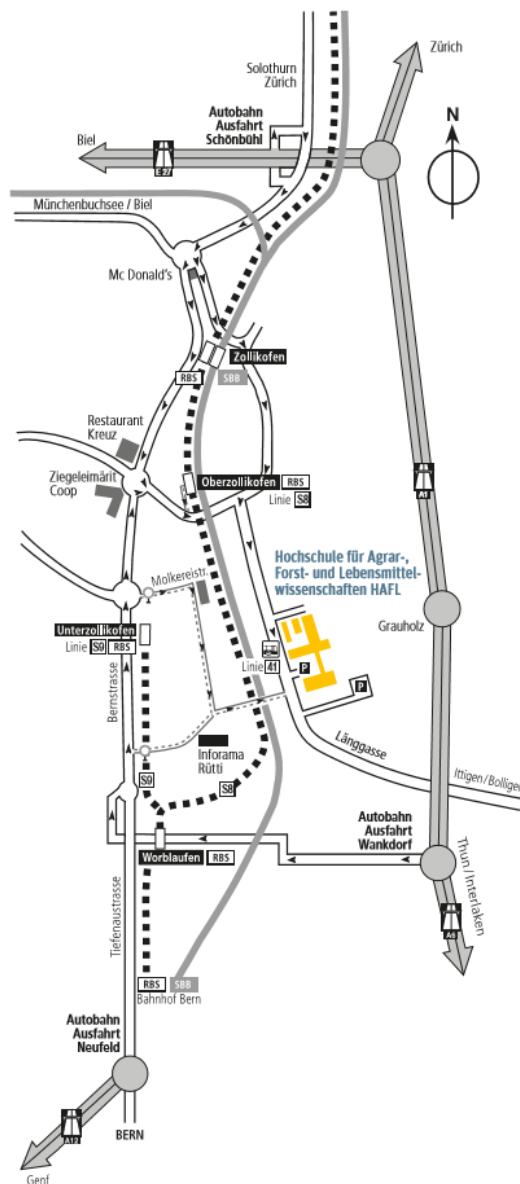 Zürich
Solothurn
Zürich
Autobahn
Ausfahrt
Schönbühl
N
Biel
E27
Münchenbuchsee / Biel
Mc Donald's
Zollikofen
RBS SBB
Restaurant
Kreuz
Ziegeleimärit
Coop
Oberzollikofen RBS
Linie S8
A1
Hochschule für Agrar-,
Forst- und Lebensmittel-
wissenschaften HAFL
Molkereistr.
Grauholz
Unterzollikofen
Linie S9 RBS
Linie 41
P
P
Bernstrasse
Länggasse
Inforama
Rütti
S9
S8
Ittigen/Bolligen
Autobahn
Ausfahrt
Wankdorf
Worblaufen RBS
Thun/Interlaken
A6
Tiefenaustrasse
RBS SBB
Bahnhof Bern
Autobahn
Ausfahrt
Neufeld
A12
BERN
Genf